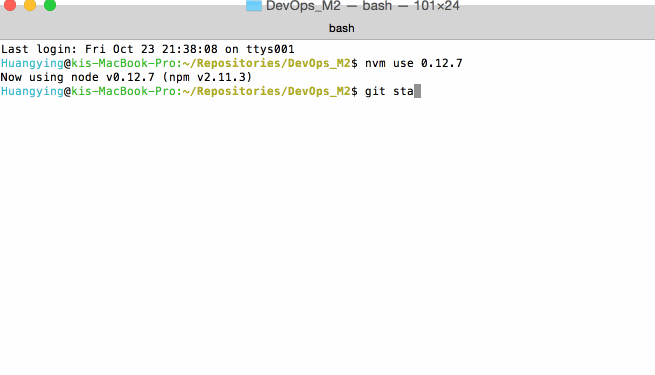 DevOps_M2 — bash — 101×24
bash
Last login: Fri Oct 23 21:38:08 on ttys001
Huangying@kis-MacBook-Pro:~/Repositories/DevOps_M2$ nvm use 0.12.7
Now using node v0.12.7 (npm v2.11.3)
Huangying@kis-MacBook-Pro:~/Repositories/DevOps_M2$ git sta